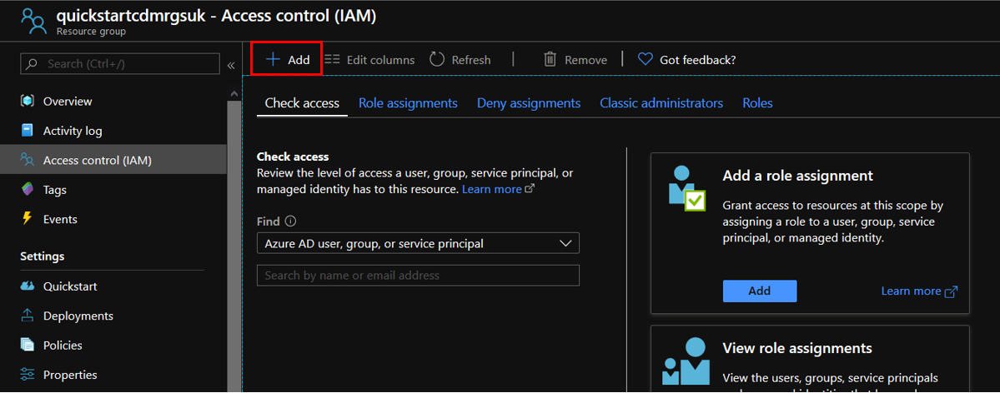 quickstartcdmrgsuk - Access control (IAM)
Resource group
Search (Ctrl+/)
«
Overview
Activity log
Access control (IAM)
Tags
Events
Settings
Quickstart
Deployments
Policies
Properties
+ Add
Edit columns
Refresh
Remove
Got feedback?
Check access
Role assignments
Deny assignments
Classic administrators
Roles
Check access
Review the level of access a user, group, service principal, or
managed identity has to this resource. Learn more
Find
Azure AD user, group, or service principal
Search by name or email address
Add a role assignment
Grant access to resources at this scope by
assigning a role to a user, group, service
principal, or managed identity.
Add
Learn more
View role assignments
View the users, groups, service principals